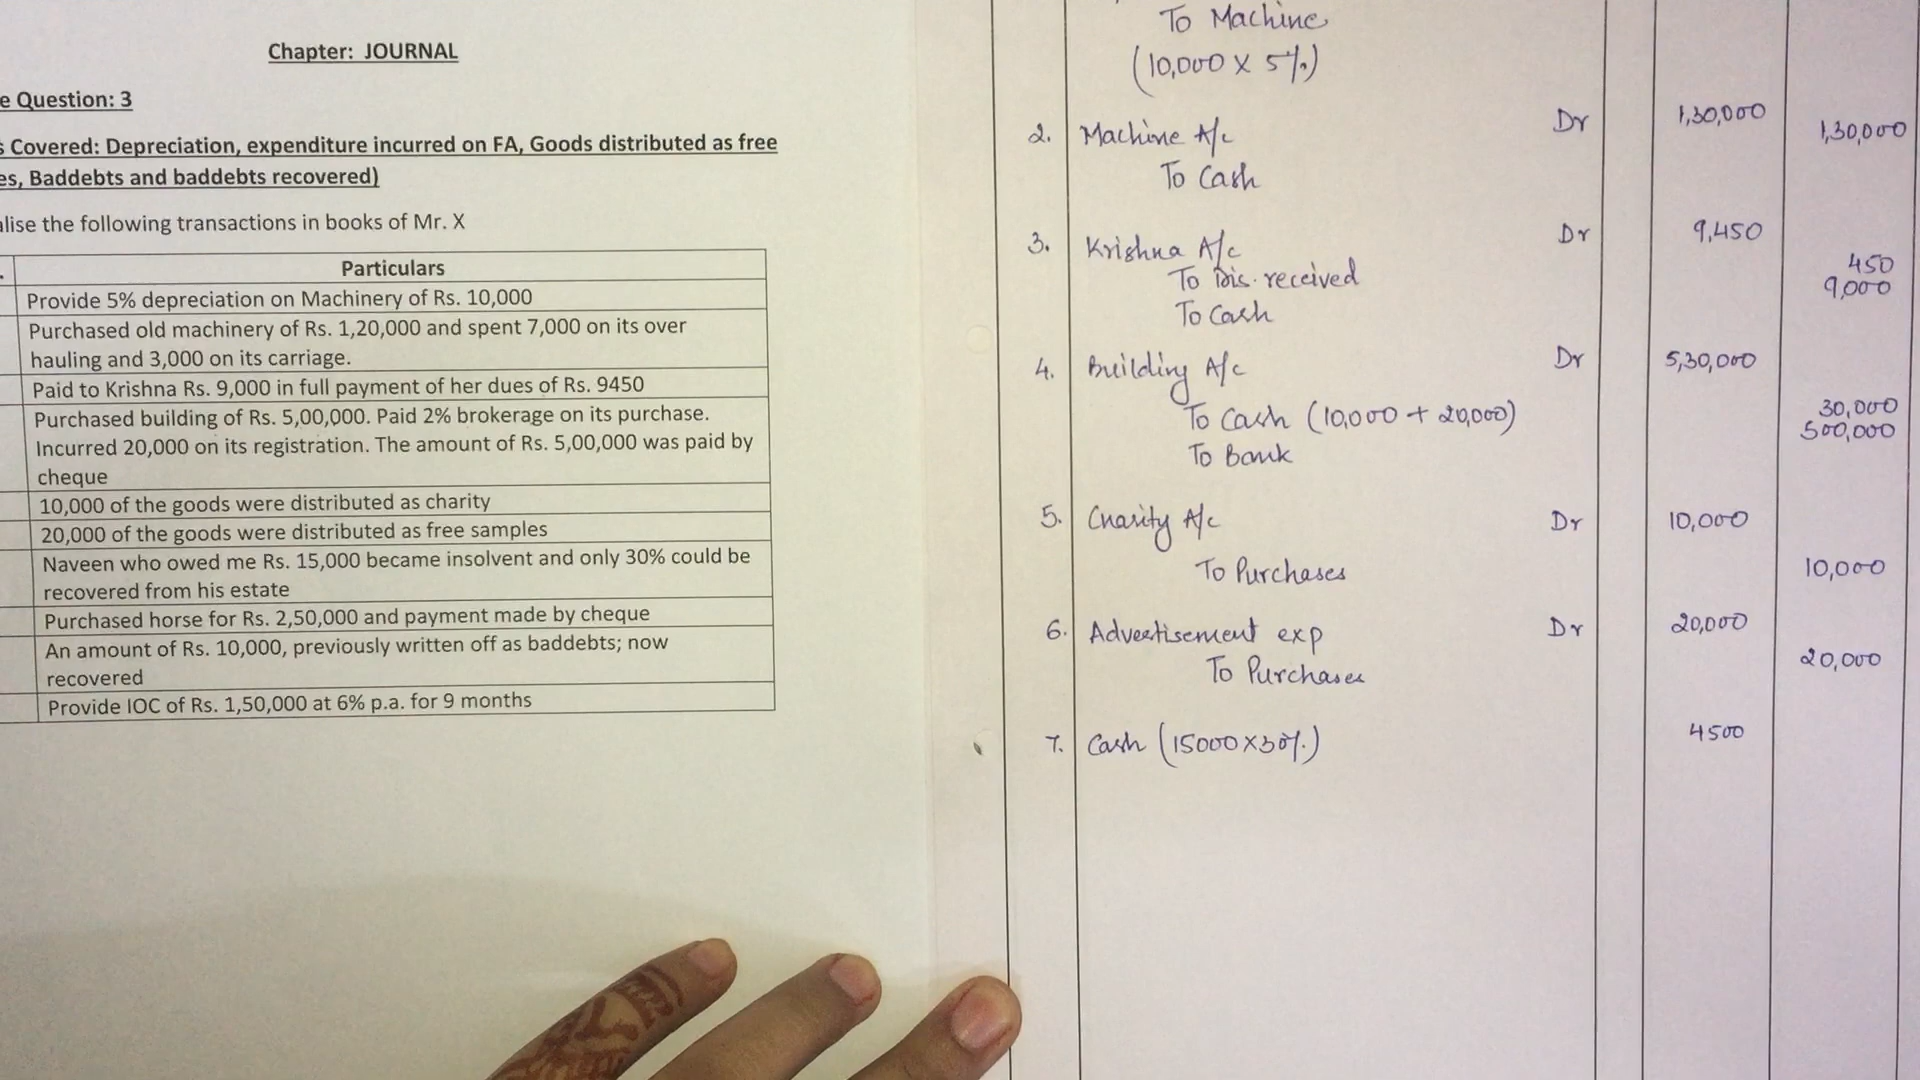 Chapter: JOURNAL
e Question: 3
s Covered: Depreciation, expenditure incurred on FA, Goods distributed as free
es, Baddebts and baddebts recovered)
alise the following transactions in books of Mr. X
Particulars
Provide 5% depreciation on Machinery of Rs. 10,000
Purchased old machinery of Rs. 1,20,000 and spent 7,000 on its over
hauling and 3,000 on its carriage.
Paid to Krishna Rs. 9,000 in full payment of her dues of Rs. 9450
Purchased building of Rs. 5,00,000. Paid 2% brokerage on its purchase.
Incurred 20,000 on its registration. The amount of Rs. 5,00,000 was paid by
cheque
10,000 of the goods were distributed as charity
20,000 of the goods were distributed as free samples
Naveen who owed me Rs. 15,000 became insolvent and only 30% could be
recovered from his estate
Purchased horse for Rs. 2,50,000 and payment made by cheque
An amount of Rs. 10,000, previously written off as baddebts; now
recovered
Provide IOC of Rs. 1,50,000 at 6% p.a. for 9 months
To Machine
(10,000 x 5%)
2. Machine A/c Dr 1,30,000
1,30,000
To Cash
3. Krishna A/c Dr 9,450
To Dis. received 450
To Cash 9,000
4. Building A/c Dr 5,30,000
To Cash (10,000 + 20,000) 30,000
To Bank 500,000
5. Charity A/c Dr 10,000
To Purchases 10,000
6. Advertisement exp Dr 20,000
To Purchases 20,000
7. Cash (15000x30%) 4500